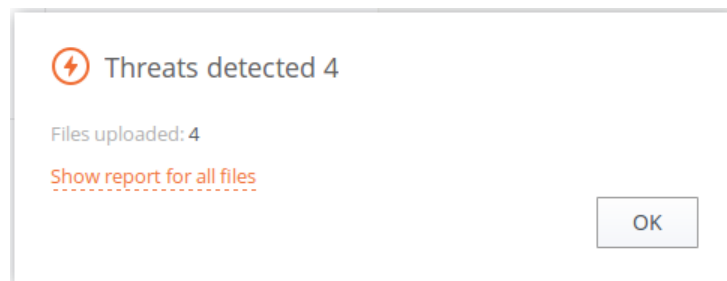 Threats detected 4
Files uploaded: 4
Show report for all files
OK